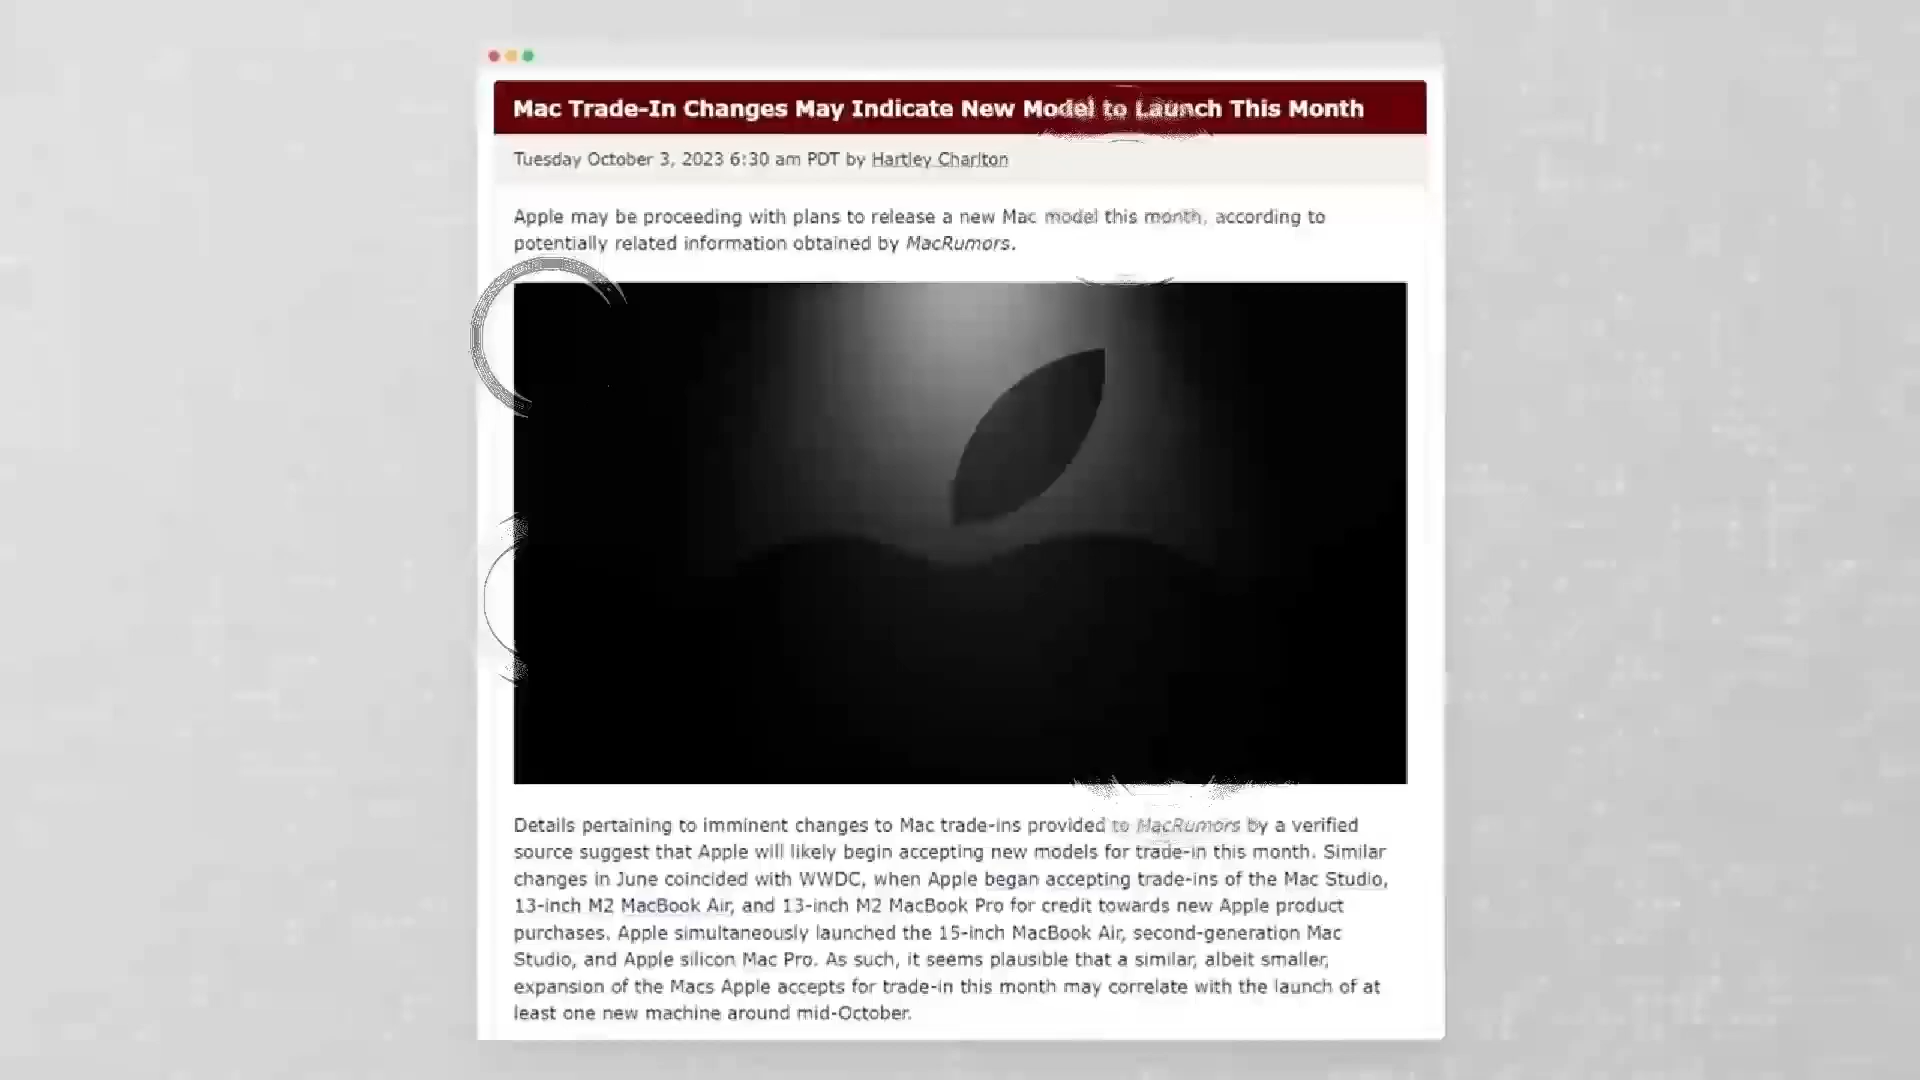 Mac Trade-In Changes May Indicate New Model to Launch This Month
Tuesday October 3, 2023 6:30 am PDT by Hartley Charlton
Apple may be proceeding with plans to release a new Mac model this month, according to
potentially related information obtained by MacRumors.
Details pertaining to imminent changes to Mac trade-ins provided to MacRumors by a verified
source suggest that Apple will likely begin accepting new models for trade-in this month. Similar
changes in June coincided with WWDC, when Apple began accepting trade-ins of the Mac Studio,
13-inch M2 MacBook Air, and 13-inch M2 MacBook Pro for credit towards new Apple product
purchases. Apple simultaneously launched the 15-inch MacBook Air, second-generation Mac
Studio, and Apple silicon Mac Pro. As such, it seems plausible that a similar, albeit smaller,
expansion of the Macs Apple accepts for trade-in this month may correlate with the launch of at
least one new machine around mid-October.